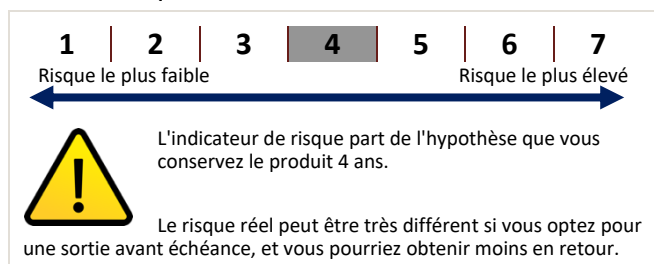 1 2 3 4 5 6 7
Risque le plus faible Risque le plus élevé
L'indicateur de risque part de l'hypothèse que vous
conservez le produit 4 ans.
Le risque réel peut être très différent si vous optez pour
une sortie avant échéance, et vous pourriez obtenir moins en retour.